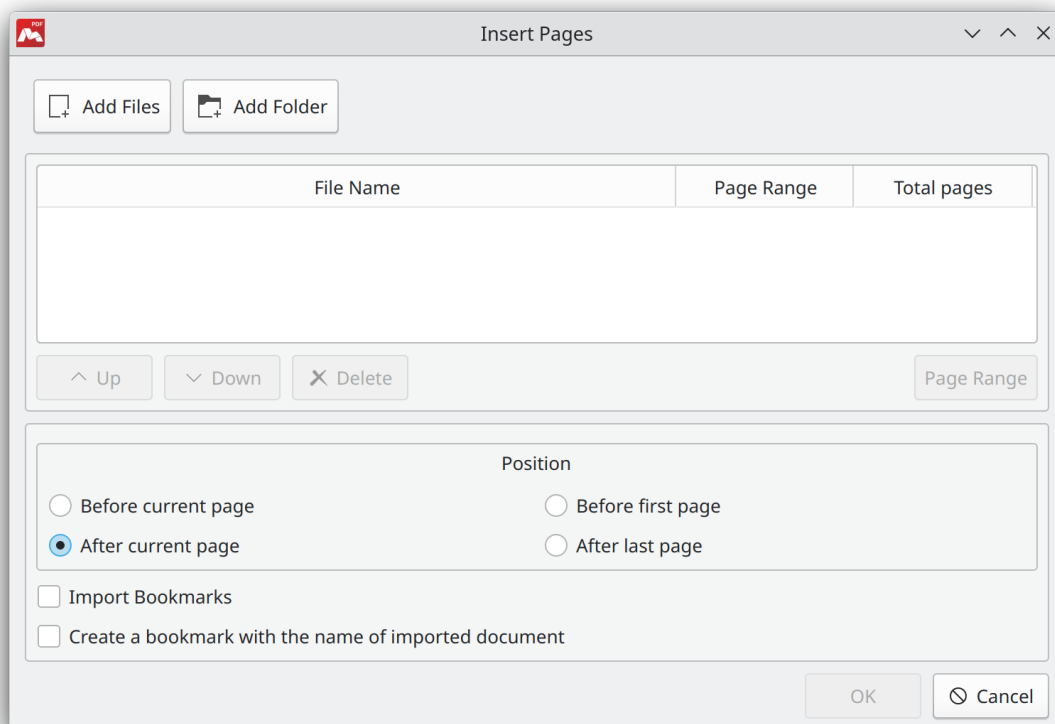 PDF
Insert Pages
Add Files
Add Folder
File Name
Page Range
Total pages
Up
Down
Delete
Page Range
Position
Before current page
Before first page
After current page
After last page
Import Bookmarks
Create a bookmark with the name of imported document
OK
Cancel